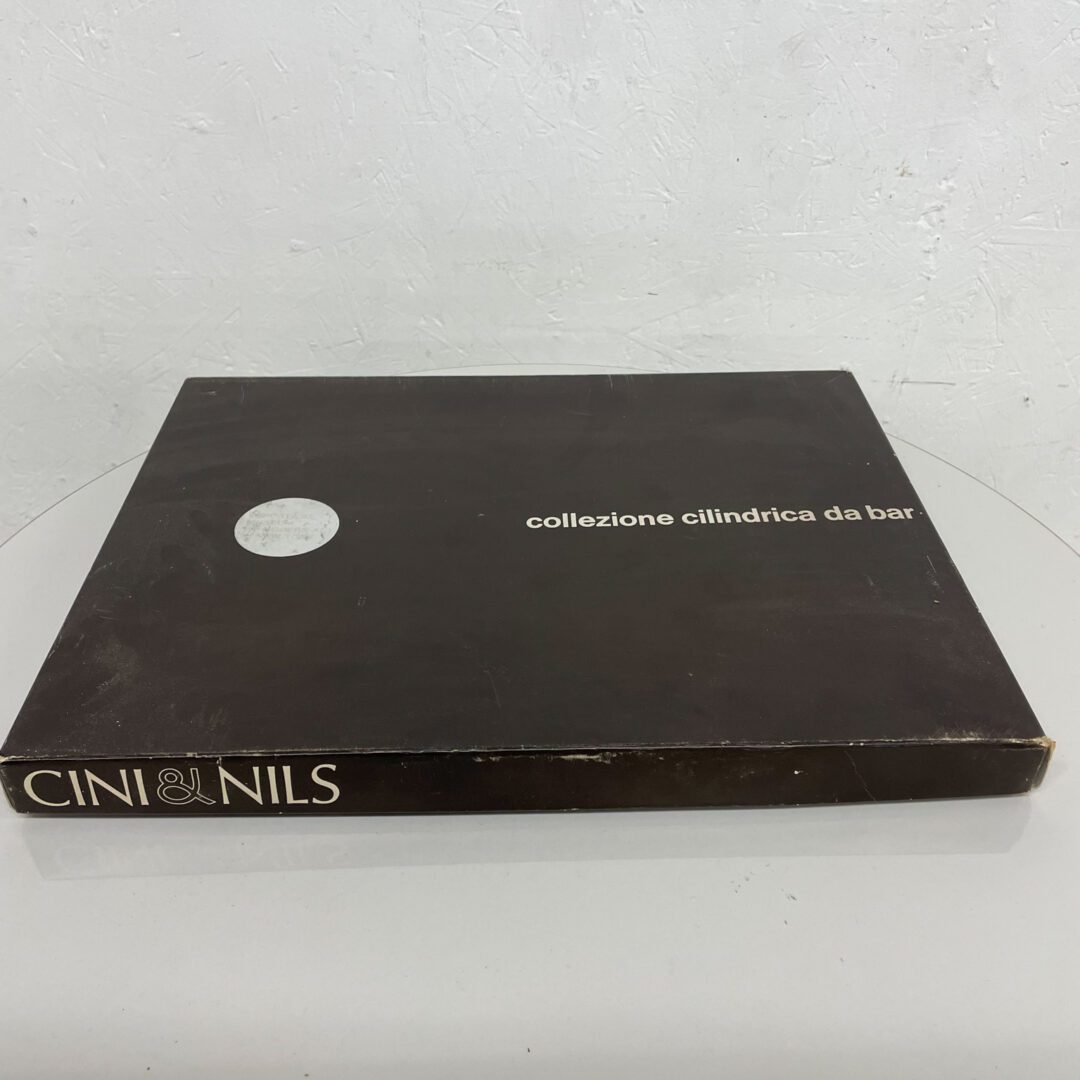 collezione cilindrica da bar
CINI & NILS